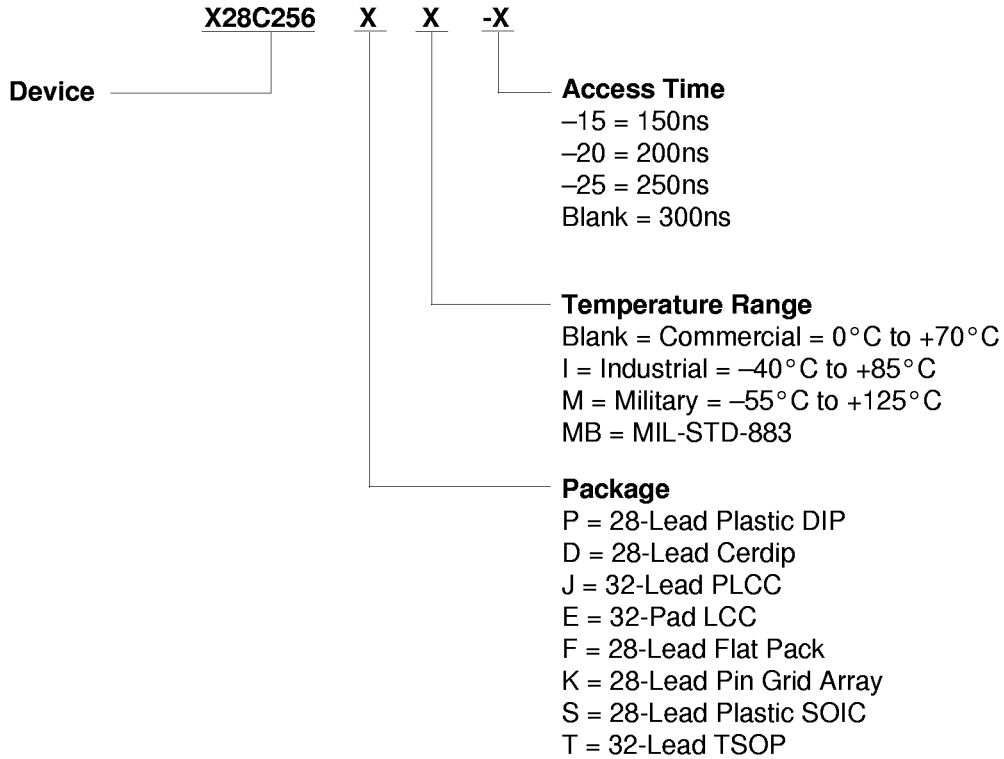 X28C256 X X -X
Device
Access Time
–15 = 150ns
–20 = 200ns
–25 = 250ns
Blank = 300ns
Temperature Range
Blank = Commercial = 0°C to +70°C
I = Industrial = –40°C to +85°C
M = Military = –55°C to +125°C
MB = MIL-STD-883
Package
P = 28-Lead Plastic DIP
D = 28-Lead Cerdip
J = 32-Lead PLCC
E = 32-Pad LCC
F = 28-Lead Flat Pack
K = 28-Lead Pin Grid Array
S = 28-Lead Plastic SOIC
T = 32-Lead TSOP